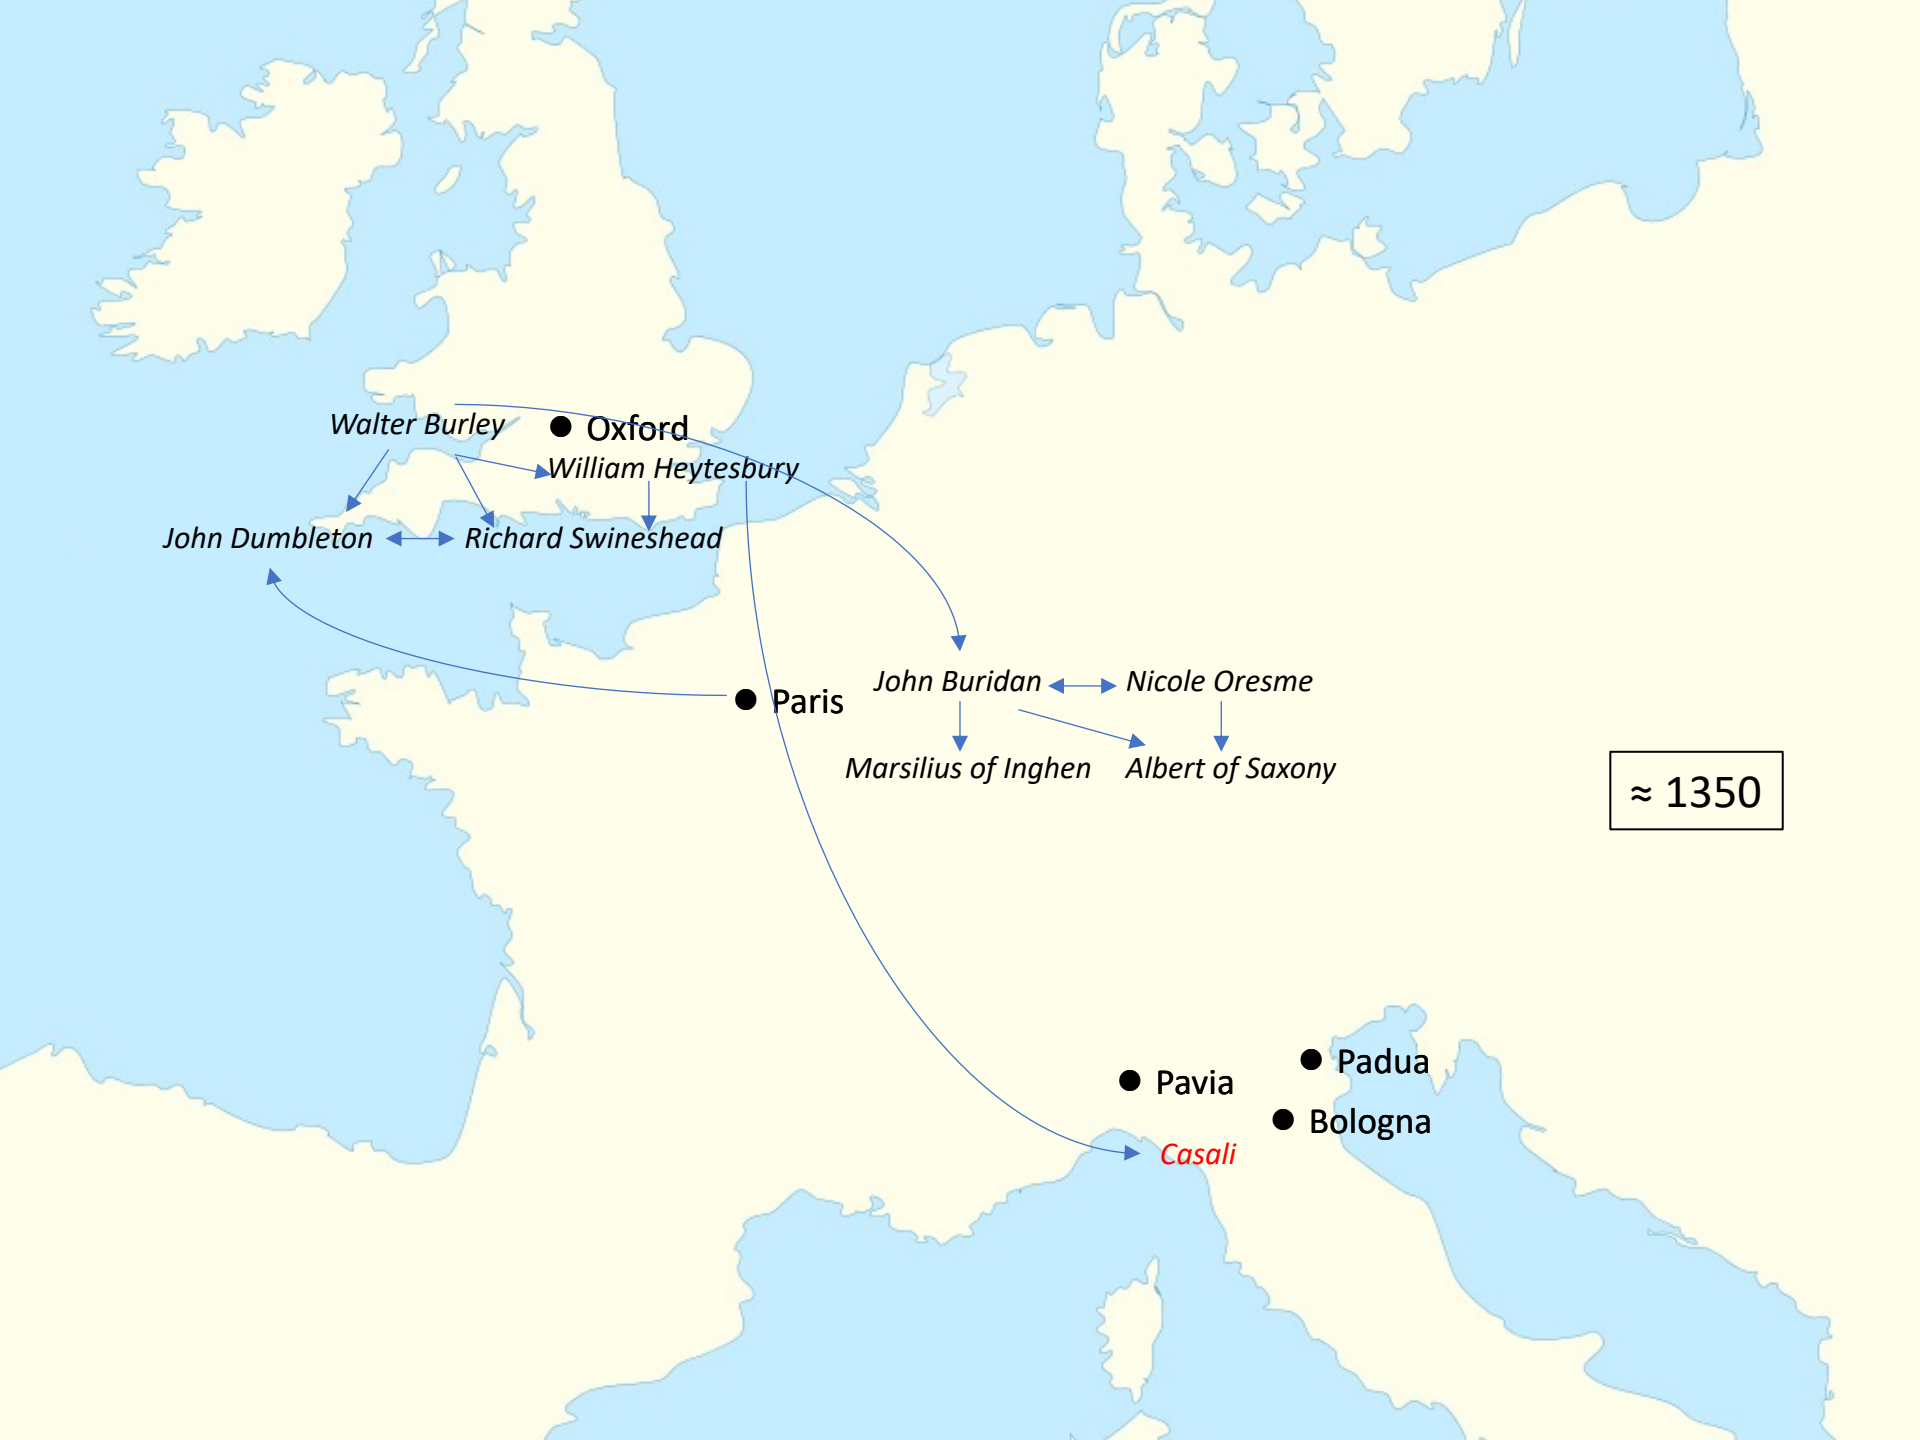 Walter Burley
Oxford
William Heytesbury
John Dumbleton
Richard Swineshead
John Buridan
Nicole Oresme
Paris
Marsilius of Inghen
Albert of Saxony
≈ 1350
Padua
Pavia
Bologna
Casali